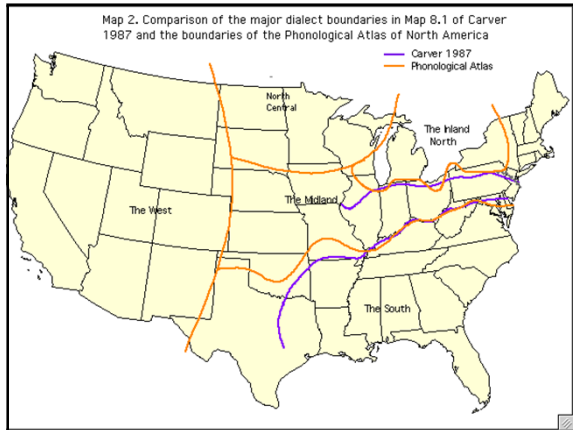 Map 2. Comparison of the major dialect boundaries in Map 8.1 of Carver
1987 and the boundaries of the Phonological Atlas of North America
Carver 1987
Phonological Atlas
North
Central
The Inland
North
The Midland
The West
The South